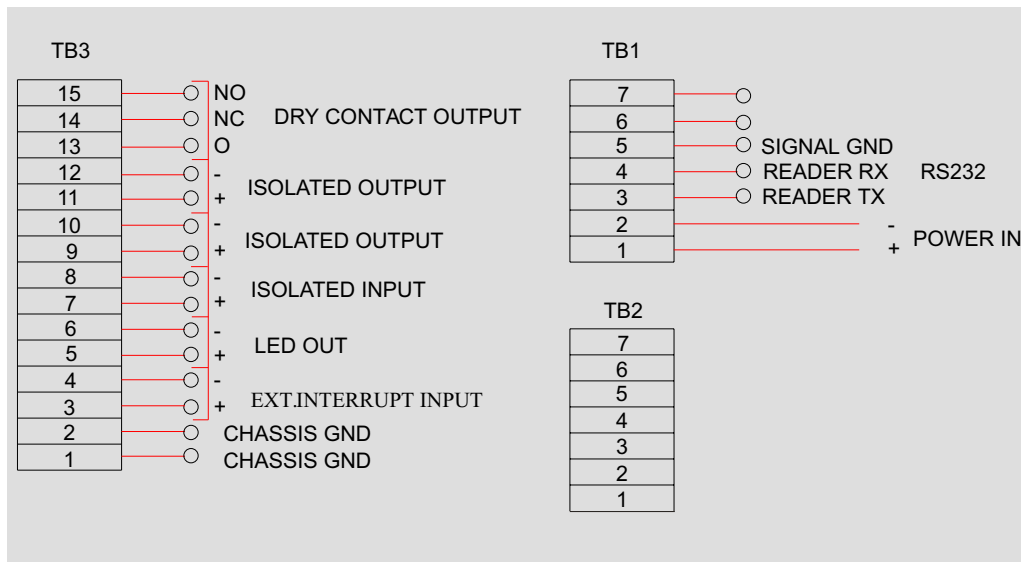 TB3
15 NO
14 NC DRY CONTACT OUTPUT
13 O
12 -
ISOLATED OUTPUT
11 +
10 -
ISOLATED OUTPUT
9 +
8 -
ISOLATED INPUT
7 +
6 -
LED OUT
5 +
4 -
EXT.INTERRUPT INPUT
3 +
2 CHASSIS GND
1 CHASSIS GND
TB1
7
6
5 SIGNAL GND
4 READER RX RS232
3 READER TX
2 -
POWER IN
1 +
TB2
7
6
5
4
3
2
1